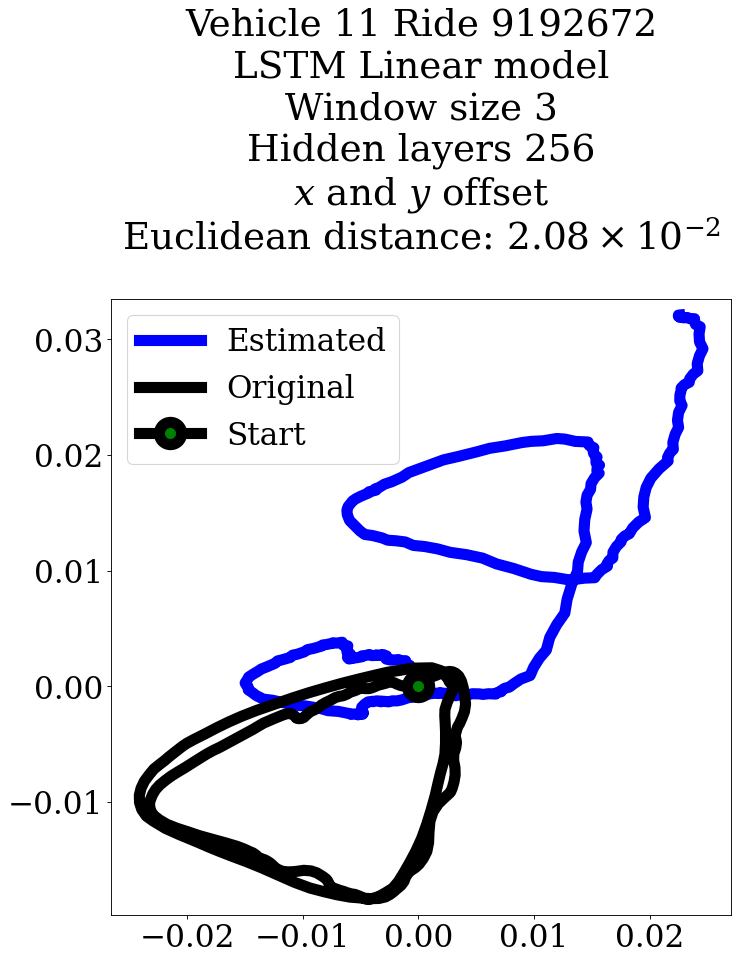 Vehicle 11 Ride 9192672
LSTM Linear model
Window size 3
Hidden layers 256
x and y offset
Euclidean distance: 2.08 × 10⁻²
Estimated
Original
Start
0.03
0.02
0.01
0.00
−0.01
−0.02 −0.01 0.00 0.01 0.02